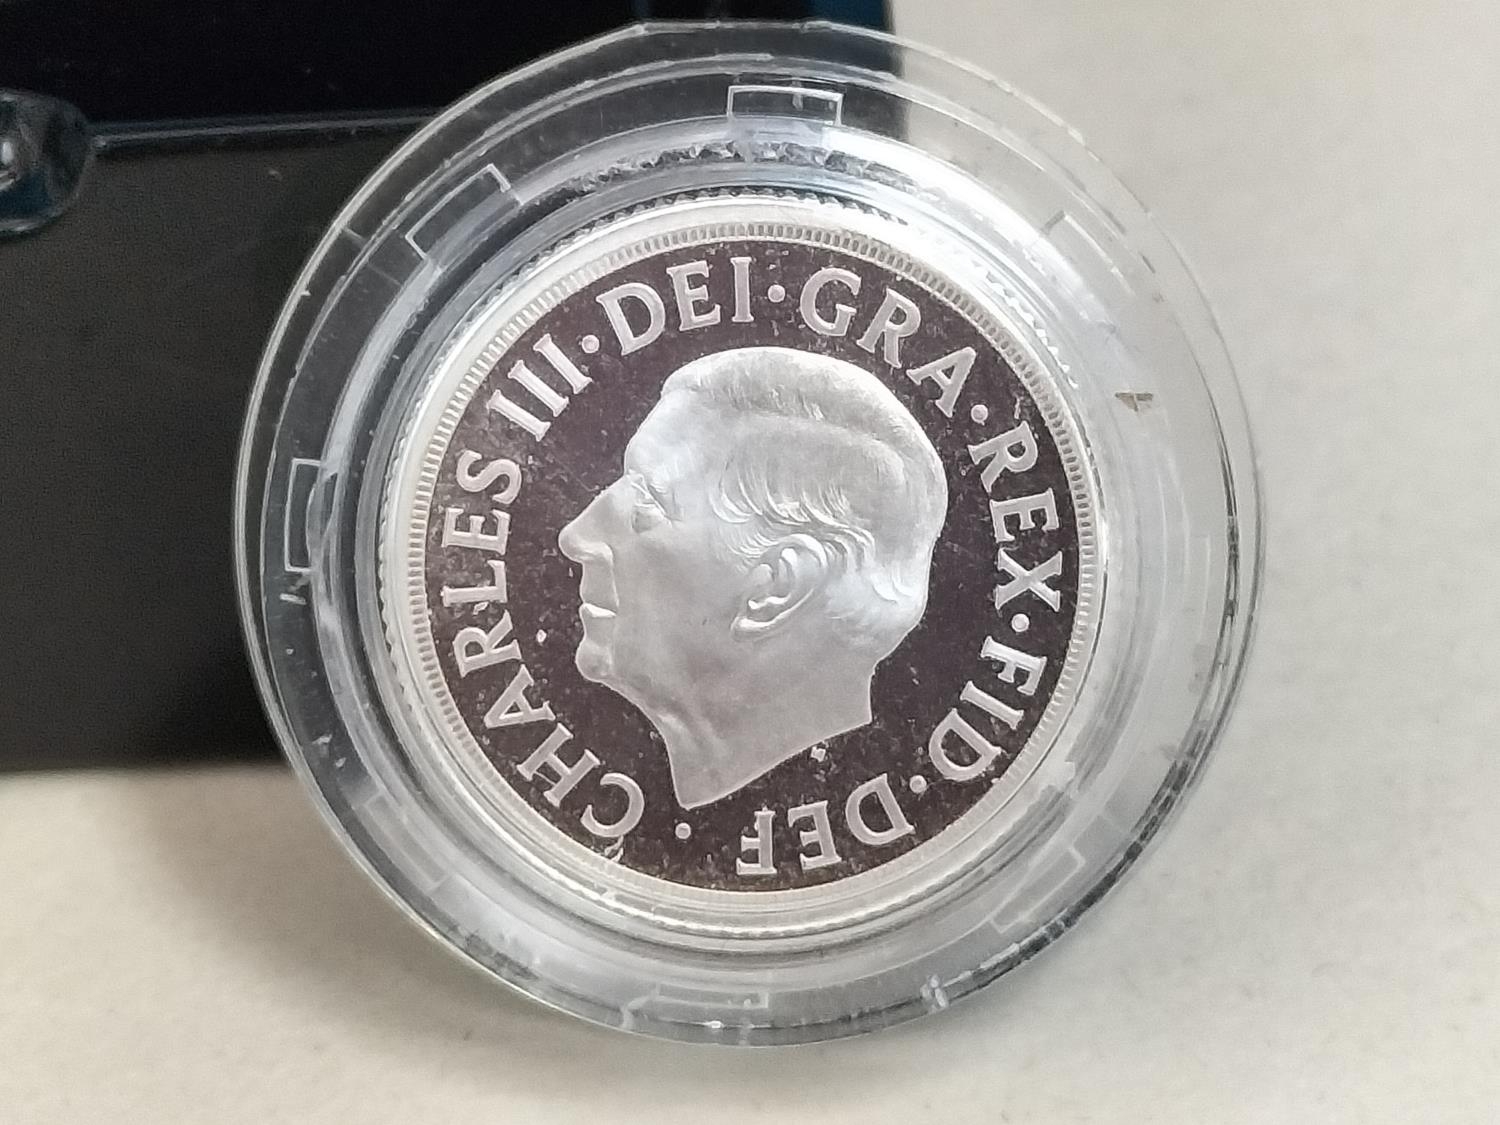 · CHARLES III · DEI · GRA · REX · FID · DEF